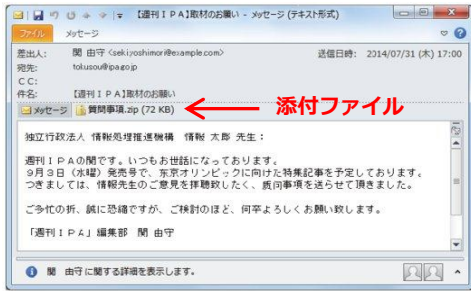 【週刊ＩＰＡ】取材のお願い - メッセージ (テキスト形式)
ファイル メッセージ
差出人: 関 由守 <seki.yoshimori@example.com> 送信日時: 2014/07/31 (木) 17:00
宛先: tokusou@ipa.go.jp
ＣＣ:
件名: 【週刊ＩＰＡ】取材のお願い
メッセージ 質問事項.zip (72 KB) 添付ファイル
独立行政法人 情報処理推進機構 情報 太郎 先生：
週刊ＩＰＡの関です。いつもお世話になっております。
９月３日（水曜）発売号で、东京オリンピックに向けた特集記事を予定しております。
つきましては、情報先生のご意見を拝聴致したく、质问事項を送らせて頂きました。
ご多忙の折、誠に恐縮ですが、ご検討のほど、何卒よろしくお願い致します。
「週刊ＩＰＡ」編集部 関 由守
関 由守 に関する詳細を表示します。